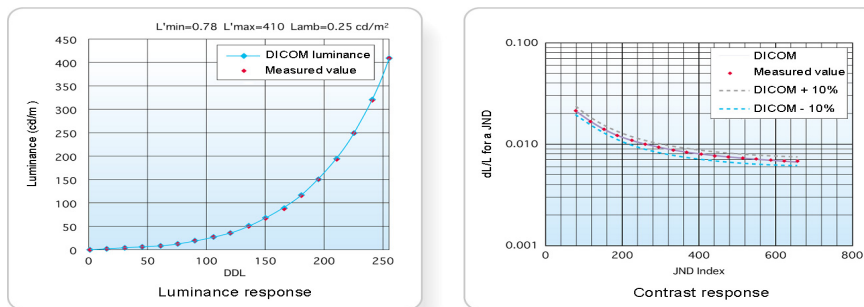 L'min=0.78 L'max=410 Lamb=0.25 cd/m²
450
400
350
300
250
200
150
100
50
0
Luminance (cd/m )
DICOM luminance
Measured value
0
50
100
150
200
250
DDL
Luminance response
0.100
0.010
0.001
dL/L for a JND
DICOM
Measured value
DICOM + 10%
DICOM - 10%
0
200
400
600
800
JND Index
Contrast response